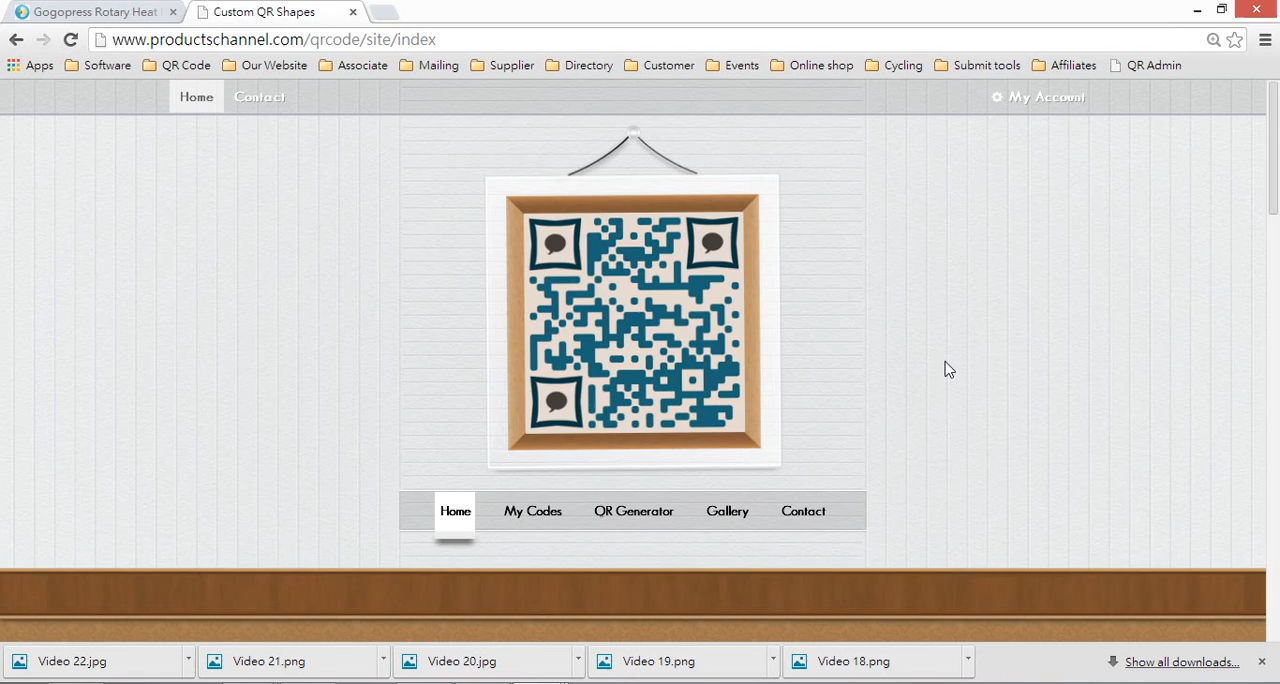 Gogopress Rotary Heat
Custom QR Shapes
www.productschannel.com/qrcode/site/index
Apps Software QR Code Our Website Associate Mailing Supplier Directory Customer Events Online shop Cycling Submit tools Affiliates QR Admin
Home Contact My Account
Home My Codes QR Generator Gallery Contact
Video 22.jpg Video 21.png Video 20.jpg Video 19.png Video 18.png Show all downloads...